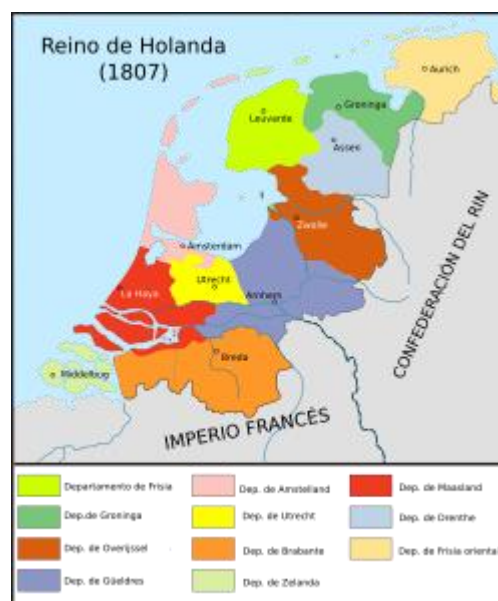 Reino de Holanda
(1807)
Aurich
Groninga
Leuvarda
Assen
Zwolle
Amsterdam
Utrecht
La Haya
Arnhem
Middelburg
Breda
CONFEDERACIÓN DEL RIN
IMPERIO FRANCÉS
Departamento de Frisia
Dep. de Amstelland
Dep. de Maasland
Dep.de Groninga
Dep. de Utrecht
Dep. de Drenthe
Dep. de Overijssel
Dep. de Brabante
Dep. de Frisia oriental
Dep. de Güeldres
Dep. de Zelanda